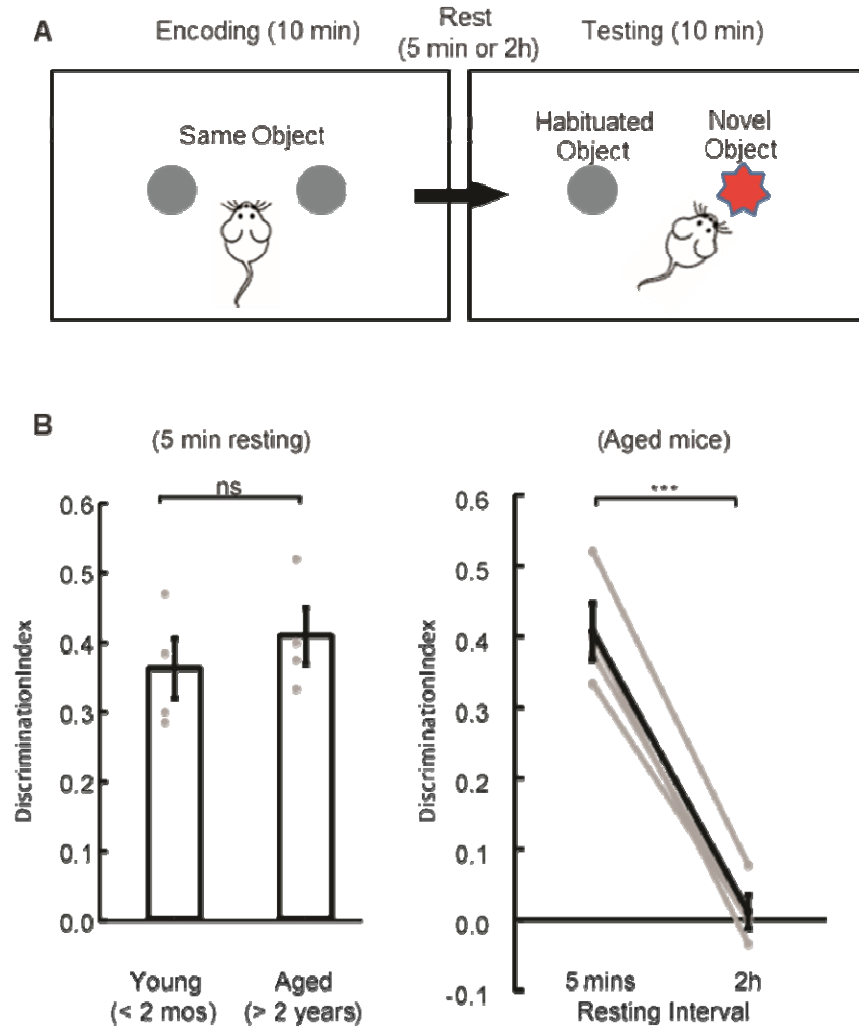 A
Encoding (10 min)
Rest
(5 min or 2h)
Testing (10 min)
Same Object
Habituated
Object
Novel
Object
B
(5 min resting)
ns
DiscriminationIndex
0.6
0.5
0.4
0.3
0.2
0.1
0.0
Young
(< 2 mos)
Aged
(> 2 years)
(Aged mice)
***
DiscriminationIndex
0.6
0.5
0.4
0.3
0.2
0.1
0.0
-0.1
5 mins
2h
Resting Interval